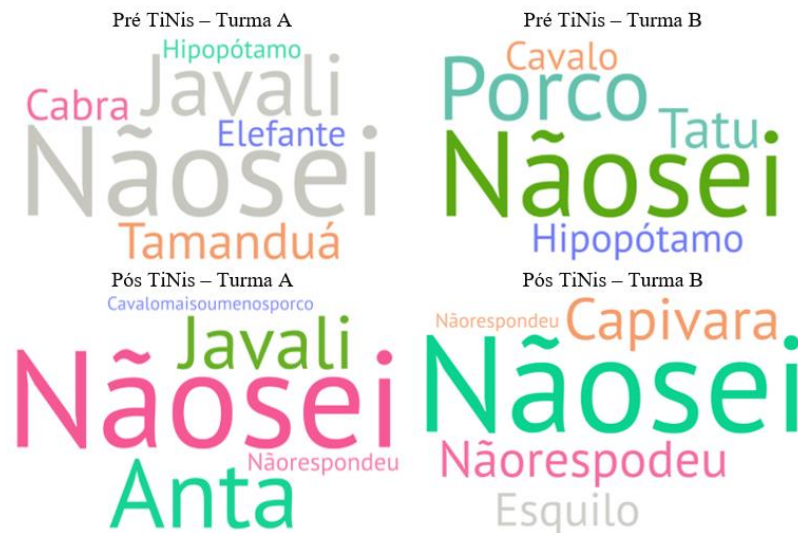 Pré TiNis – Turma A
Hipopótamo
Javali
Cabra
Elefante
Nãosei
Tamanduá
Pré TiNis – Turma B
Cavalo
Porco
Tatu
Nãosei
Hipopótamo
Pós TiNis – Turma A
Cavalomaisoumenosporco
Javali
Nãosei
Nãorespondeu
Anta
Pós TiNis – Turma B
Nãorespondeu
Capivara
Nãosei
Nãorespodeu
Esquilo